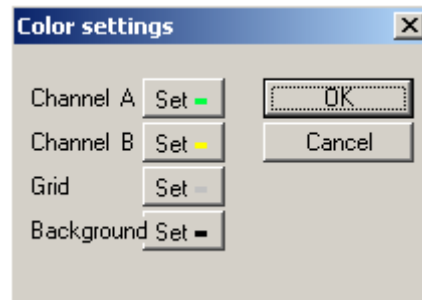 Color settings
Channel A Set OK
Channel B Set Cancel
Grid Set
Background Set